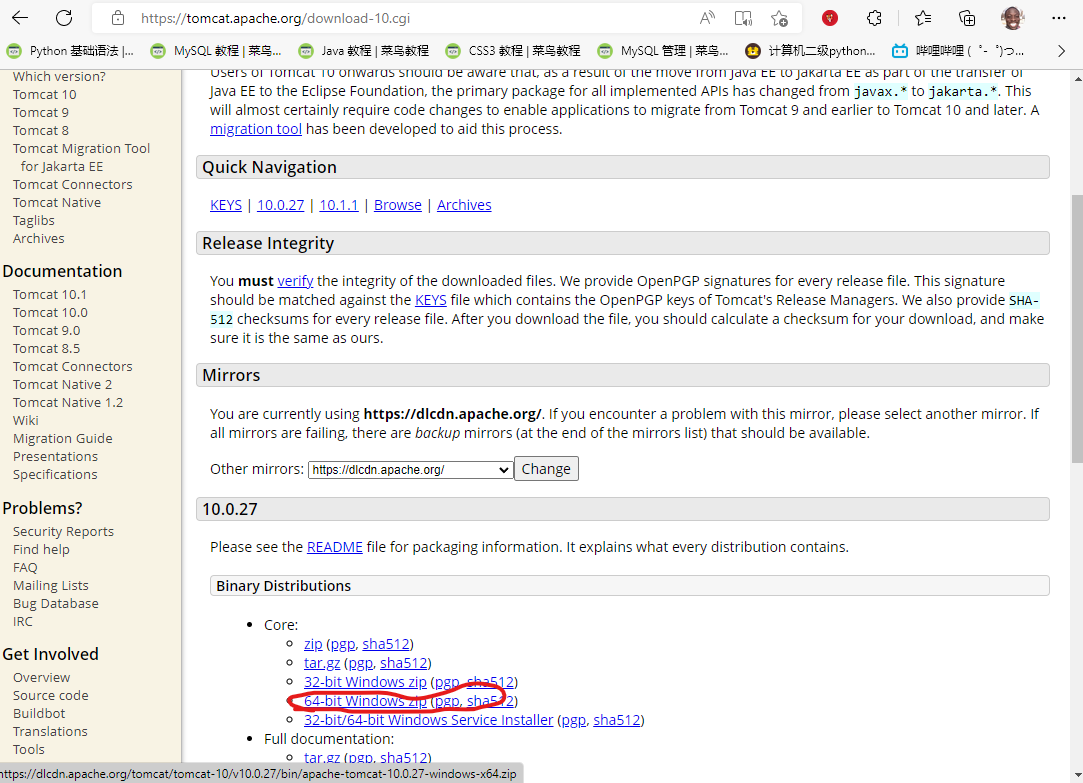 https://tomcat.apache.org/download-10.cgi
Python 基础语法 |...
MySQL 教程 | 菜鸟...
Java 教程 | 菜鸟教程
CSS3 教程 | 菜鸟教程
MySQL 管理 | 菜鸟...
计算机二级python...
哔哩哔哩 ( ゜- ゜)つ...
Which version?
Tomcat 10
Tomcat 9
Tomcat 8
Tomcat Migration Tool
for Jakarta EE
Tomcat Connectors
Tomcat Native
Taglibs
Archives
Documentation
Tomcat 10.1
Tomcat 10.0
Tomcat 9.0
Tomcat 8.5
Tomcat Connectors
Tomcat Native 2
Tomcat Native 1.2
Wiki
Migration Guide
Presentations
Specifications
Problems?
Security Reports
Find help
FAQ
Mailing Lists
Bug Database
IRC
Get Involved
Overview
Source code
Buildbot
Translations
Tools
Users of Tomcat 10 onwards should be aware that, as a result of the move from Java EE to Jakarta EE as part of the transfer of
Java EE to the Eclipse Foundation, the primary package for all implemented APIs has changed from javax.* to jakarta.*. This
will almost certainly require code changes to enable applications to migrate from Tomcat 9 and earlier to Tomcat 10 and later. A
migration tool has been developed to aid this process.
Quick Navigation
KEYS | 10.0.27 | 10.1.1 | Browse | Archives
Release Integrity
You must verify the integrity of the downloaded files. We provide OpenPGP signatures for every release file. This signature
should be matched against the KEYS file which contains the OpenPGP keys of Tomcat's Release Managers. We also provide SHA-
512 checksums for every release file. After you download the file, you should calculate a checksum for your download, and make
sure it is the same as ours.
Mirrors
You are currently using https://dlcdn.apache.org/. If you encounter a problem with this mirror, please select another mirror. If
all mirrors are failing, there are backup mirrors (at the end of the mirrors list) that should be available.
Other mirrors: https://dlcdn.apache.org/ Change
10.0.27
Please see the README file for packaging information. It explains what every distribution contains.
Binary Distributions
Core:
zip (pgp, sha512)
tar.gz (pgp, sha512)
32-bit Windows zip (pgp, sha512)
64-bit Windows zip (pgp, sha512)
32-bit/64-bit Windows Service Installer (pgp, sha512)
Full documentation:
tar.gz (pgp, sha512)
https://dlcdn.apache.org/tomcat/tomcat-10/v10.0.27/bin/apache-tomcat-10.0.27-windows-x64.zip